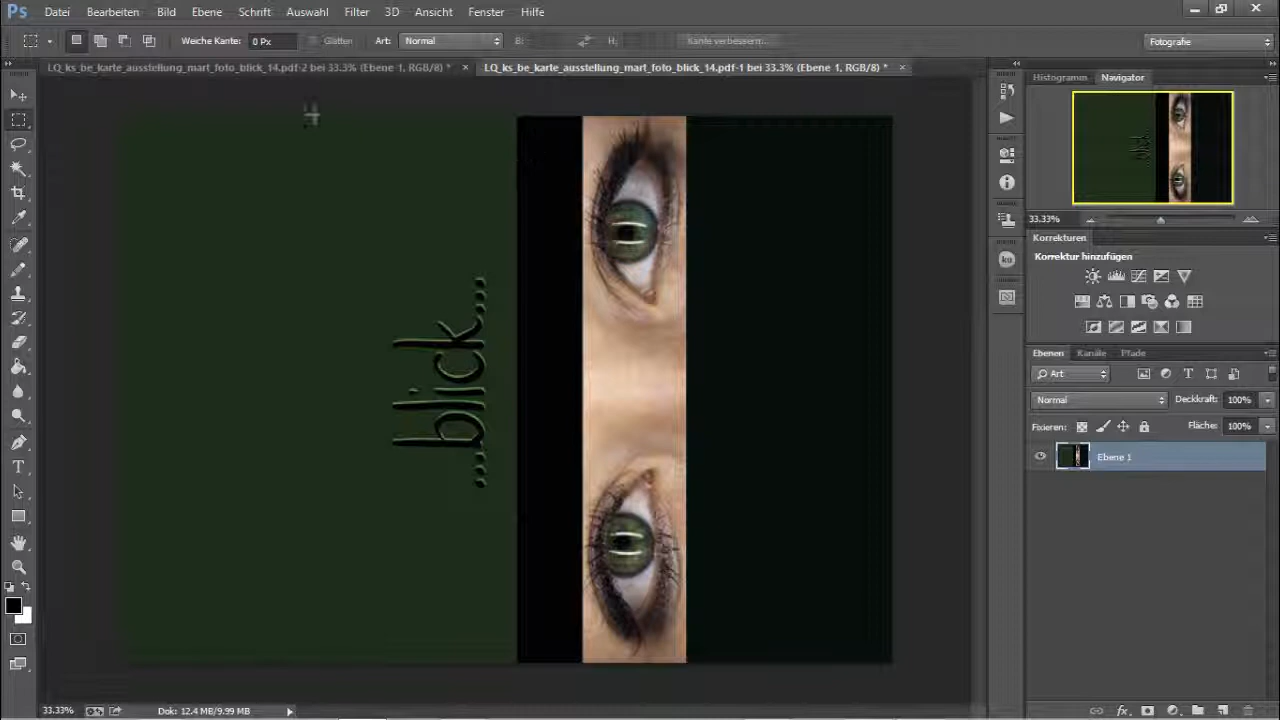 Ps Datei Bearbeiten Bild Ebene Schrift Auswahl Filter 3D Ansicht Fenster Hilfe
Weiche Kante: 0 Px Glätten Art: Normal B: H: Kante verbessern... Fotografie
LQ_ks_be_karte_ausstellung_mart_foto_blick_14.pdf-2 bei 33.3% (Ebene 1, RGB/8) * × LQ_ks_be_karte_ausstellung_mart_foto_blick_14.pdf-1 bei 33.3% (Ebene 1, RGB/8) * ×
Histogramm Navigator
33.33%
Korrekturen
Korrektur hinzufügen
Ebenen Kanäle Pfade
Art
Normal Deckkraft: 100%
Fixieren: Fläche: 100%
Ebene 1
...blick...
ku
33.33% Dok: 12.4 MB/9.99 MB